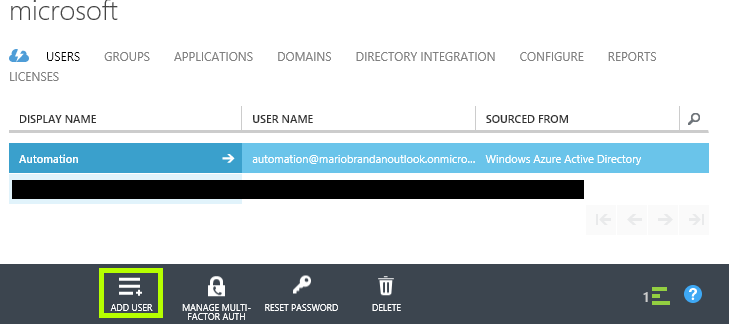 microsoft
USERS GROUPS APPLICATIONS DOMAINS DIRECTORY INTEGRATION CONFIGURE REPORTS
LICENSES
DISPLAY NAME USER NAME SOURCED FROM
Automation automation@mariobrandanoutlook.onmicro... Windows Azure Active Directory
ADD USER MANAGE MULTI- RESET PASSWORD DELETE
FACTOR AUTH
1 ?